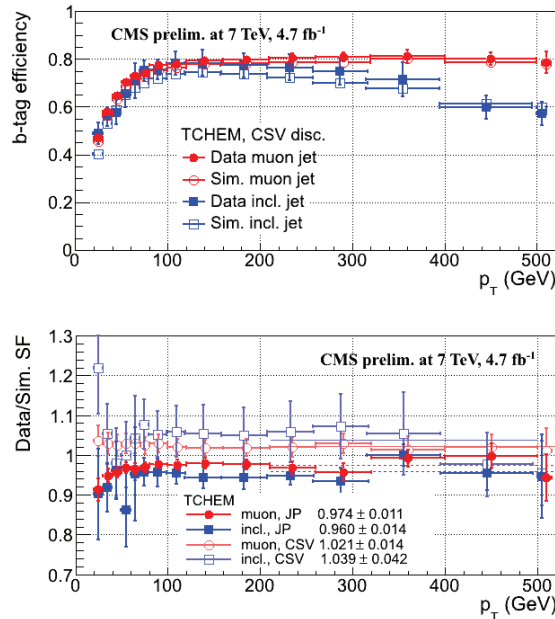 CMS prelim. at 7 TeV, 4.7 fb⁻¹
b-tag efficiency
1
0.8
0.6
0.4
0.2
0
TCHEM, CSV disc.
Data muon jet
Sim. muon jet
Data incl. jet
Sim. incl. jet
0 100 200 300 400 500
p_T (GeV)
Data/Sim. SF
1.3
1.2
1.1
1
0.9
0.8
0.7
CMS prelim. at 7 TeV, 4.7 fb⁻¹
TCHEM
muon, JP 0.974 ± 0.011
incl., JP 0.960 ± 0.014
muon, CSV 1.021 ± 0.014
incl., CSV 1.039 ± 0.042
0 100 200 300 400 500
p_T (GeV)